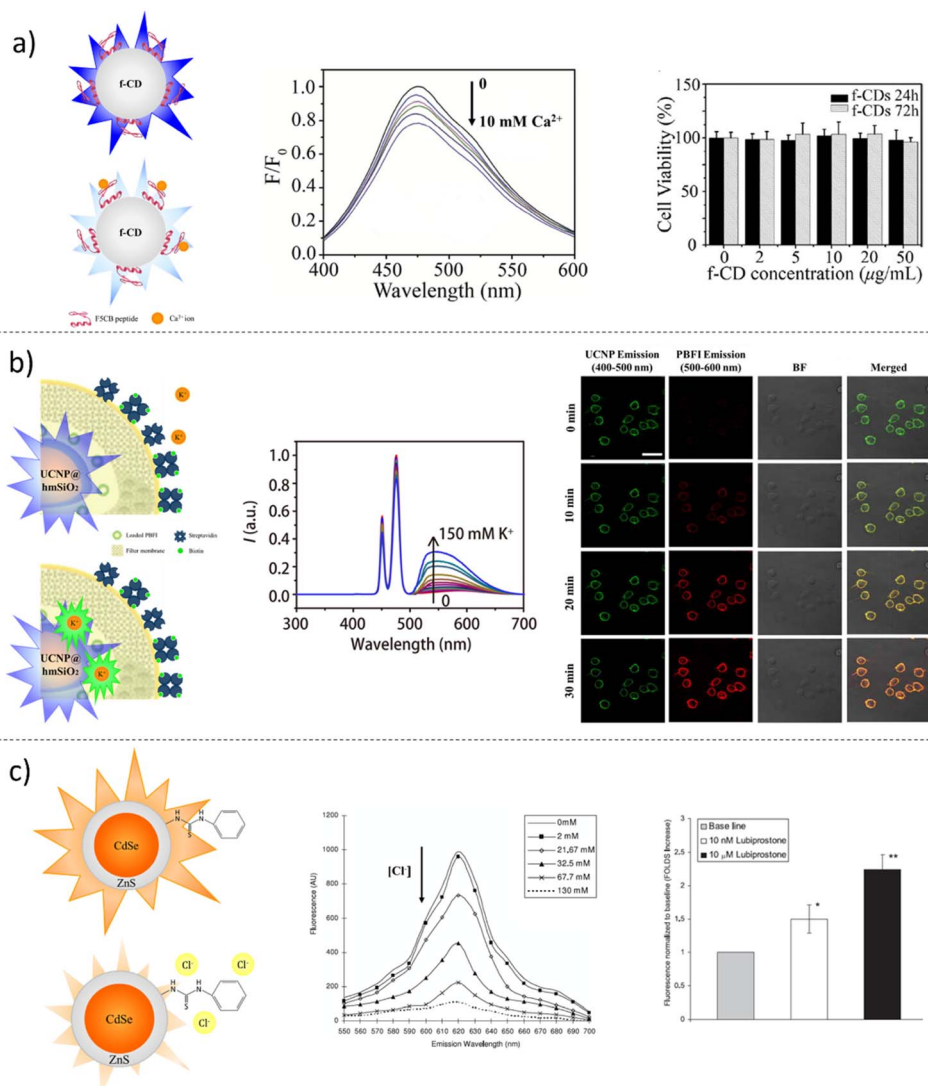 a)
f-CD
f-CD
F5CB peptide
Ca²⁺ ion
F/F₀
1.0
0.8
0.6
0.4
0.2
0.0
0
10 mM Ca²⁺
400
450
500
550
600
Wavelength (nm)
Cell Viability (%)
150
100
50
0
f-CDs 24h
f-CDs 72h
0
2
5
10
20
50
f-CD concentration (µg/mL)
b)
K⁺
K⁺
UCNP@
hmSiO₂
Loaded PBFI
Streptavidin
Filter membrane
Biotin
K⁺
UCNP@
hmSiO₂
K⁺
I (a.u.)
1.0
0.8
0.6
0.4
0.2
0.0
150 mM K⁺
0
300
400
500
600
700
Wavelength (nm)
UCNP Emission
(400-500 nm)
PBFI Emission
(500-600 nm)
BF
Merged
0 min
10 min
20 min
30 min
c)
CdSe
ZnS
H
N
H
N
S
CdSe
ZnS
Cl⁻
Cl⁻
H
N
H
N
S
Cl⁻
Fluorescence (AU)
1200
1000
800
600
400
200
0
[Cl⁻]
0mM
2 mM
21,67 mM
32.5 mM
67.7 mM
130 mM
550 560 570 580 590 600 610 620 630 640 650 660 670 680 690 700
Emission Wavelength (nm)
Fluorescence normalized to baseline (FOLDS Increase)
3
2,5
2
1,5
1
0,5
0
Base line
10 nM Lubiprostone
10 µM Lubiprostone
*
**